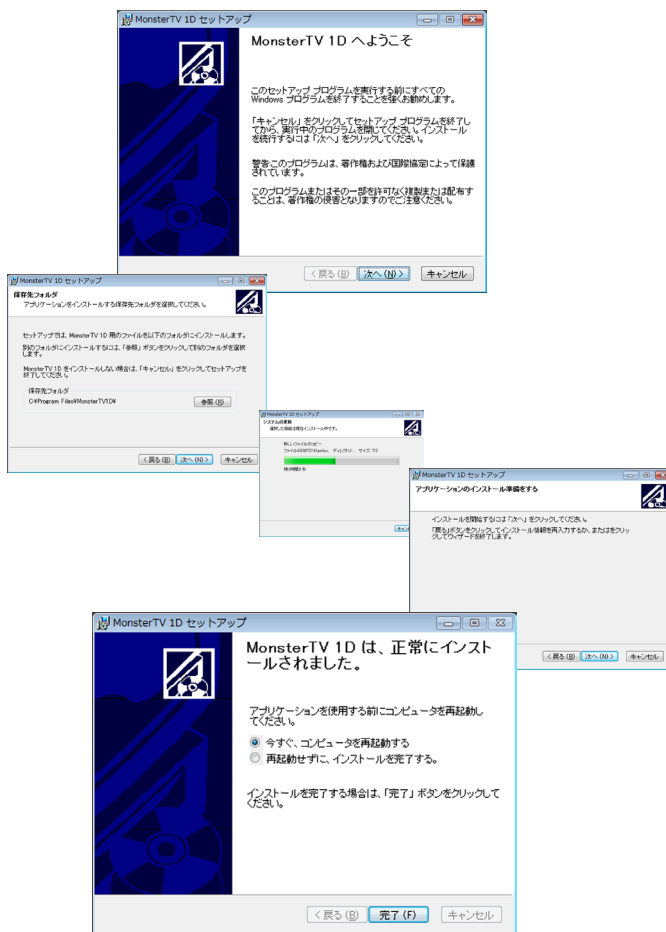 MonsterTV 1D セットアップ
MonsterTV 1D へようこそ
このセットアップ プログラムを実行する前にすべての
Windows プログラムを終了することを強くお勧めします。
「キャンセル」をクリックしてセットアップ プログラムを終了し
てから、実行中のプログラムを閉じてください。インストール
を続行するには「次へ」をクリックしてください。
警告:このプログラムは、著作権および国際協定によって保護
されています。
このプログラムまたはその一部を許可なく複製または配布す
ることは、著作権の侵害となりますのでご注意ください。
< 戻る (B) 次へ (N) > キャンセル
MonsterTV 1D セットアップ
保存先フォルダ
アプリケーションをインストールする保存先フォルダを選択してください。
セットアップでは、MonsterTV 1D 用のファイルを以下のフォルダにインストールします。
別のフォルダにインストールするには、「参照」ボタンをクリックして別のフォルダを選択
します。
MonsterTV 1D をインストールしない場合は、「キャンセル」をクリックしてセットアップを
終了してください。
保存先フォルダ
C:¥Program Files¥MonsterTV1D¥
参照 (R)
< 戻る (B) 次へ (N) > キャンセル
MonsterTV 1D セットアップ
システムの更新
選択した機能は現在インストール中です。
新しいファイルのコピー
MonsterTV 1D セットアップ
アプリケーションのインストール準備をする
インストールを開始するには「次へ」をクリックしてください。
「戻る」ボタンをクリックしてインストール情報を再入力するか、またはをクリッ
クしてウィザードを終了します。
< 戻る (B) 次へ (N) > キャンセル
MonsterTV 1D セットアップ
MonsterTV 1D は、正常にインスト
ールされました。
アプリケーションを使用する前にコンピュータを再起動し
てください。
今すぐ、コンピュータを再起動する
再起動せずに、インストールを完了する。
インストールを完了する場合は、「完了」ボタンをクリックして
ください。
< 戻る (B) 完了 (F) キャンセル